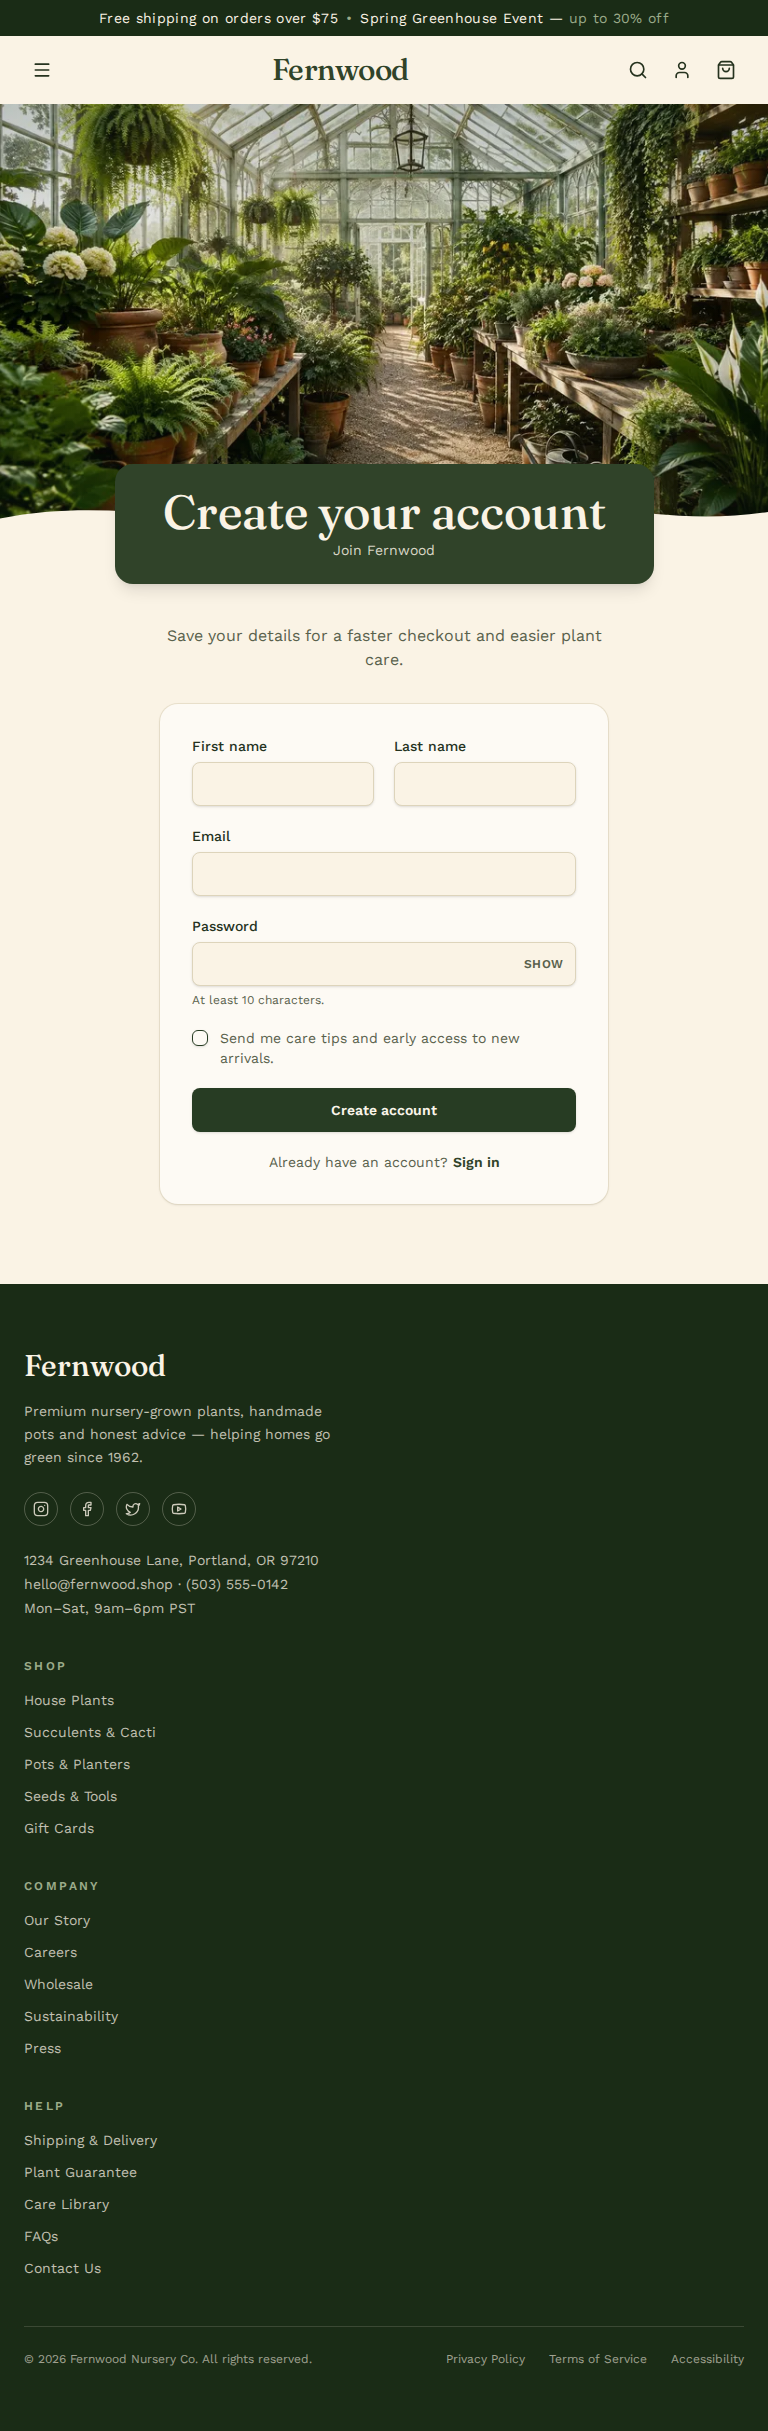 Free shipping on orders over $75 • Spring Greenhouse Event — up to 30% off
Fernwood
Create your account
Join Fernwood
Save your details for a faster checkout and easier plant
care.
First name
Last name
Email
Password
SHOW
At least 10 characters.
Send me care tips and early access to new
arrivals.
Create account
Already have an account? Sign in
Fernwood
Premium nursery-grown plants, handmade
pots and honest advice — helping homes go
green since 1962.
1234 Greenhouse Lane, Portland, OR 97210
hello@fernwood.shop · (503) 555-0142
Mon–Sat, 9am–6pm PST
SHOP
House Plants
Succulents & Cacti
Pots & Planters
Seeds & Tools
Gift Cards
COMPANY
Our Story
Careers
Wholesale
Sustainability
Press
HELP
Shipping & Delivery
Plant Guarantee
Care Library
FAQs
Contact Us
© 2026 Fernwood Nursery Co. All rights reserved.
Privacy Policy
Terms of Service
Accessibility